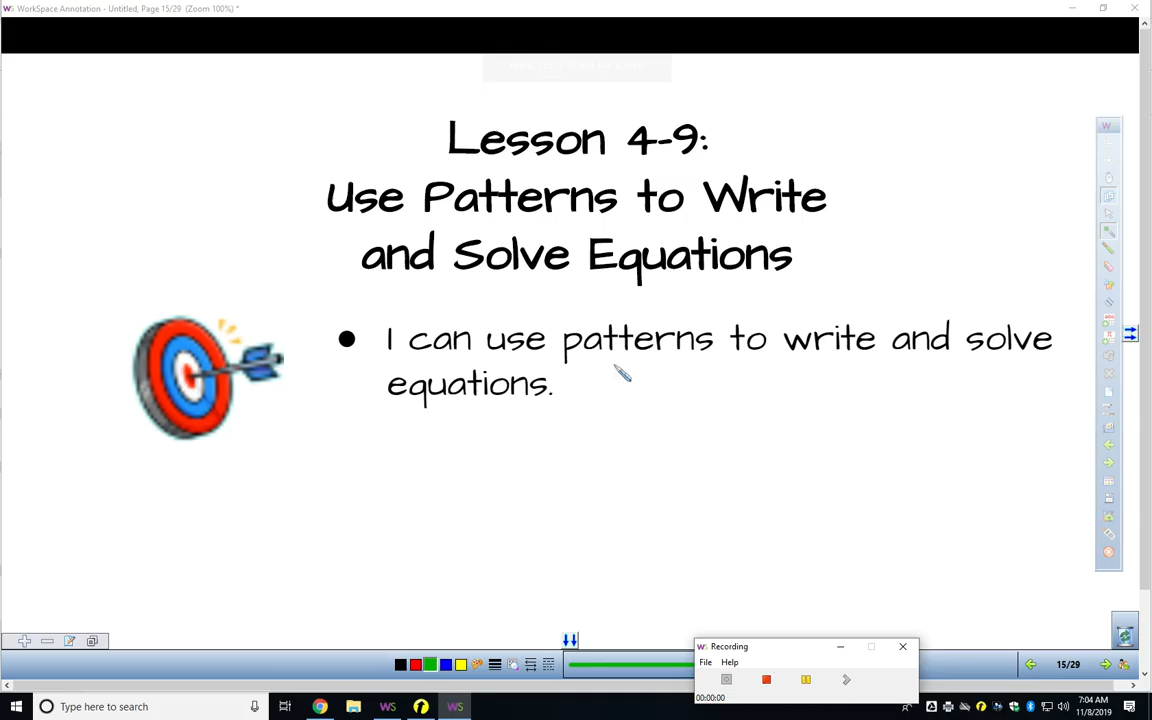 WorkSpace Annotation - Untitled, Page 15/29 (Zoom 100%) *
Lesson 4-9:
Use Patterns to Write
and Solve Equations
● I can use patterns to write and solve
equations.
Recording
File Help
00:00:00
15/29
Type here to search
7:04 AM
11/8/2019